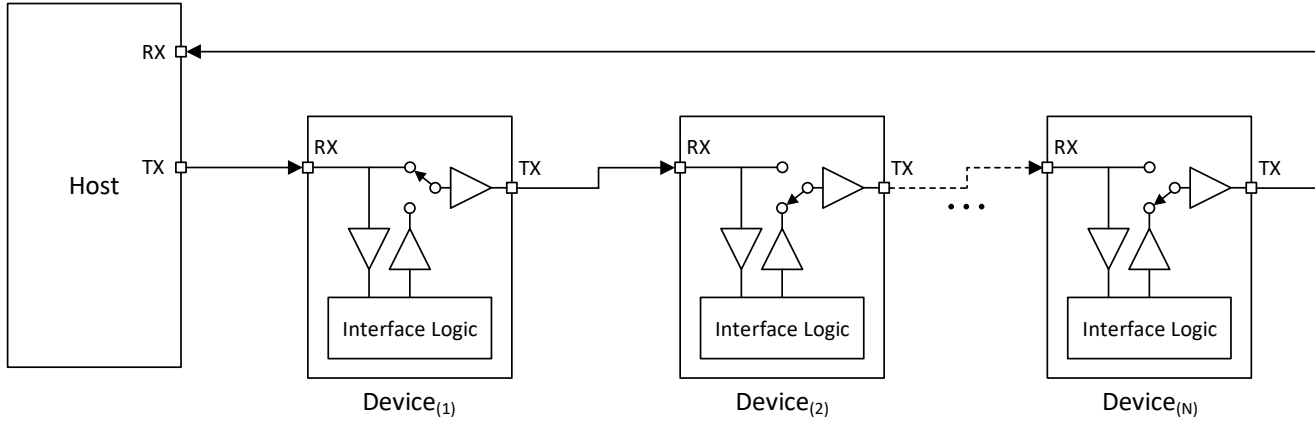 RX
TX
Host
RX
TX
Interface Logic
Device(1)
RX
TX
Interface Logic
Device(2)
...
RX
TX
Interface Logic
Device(N)